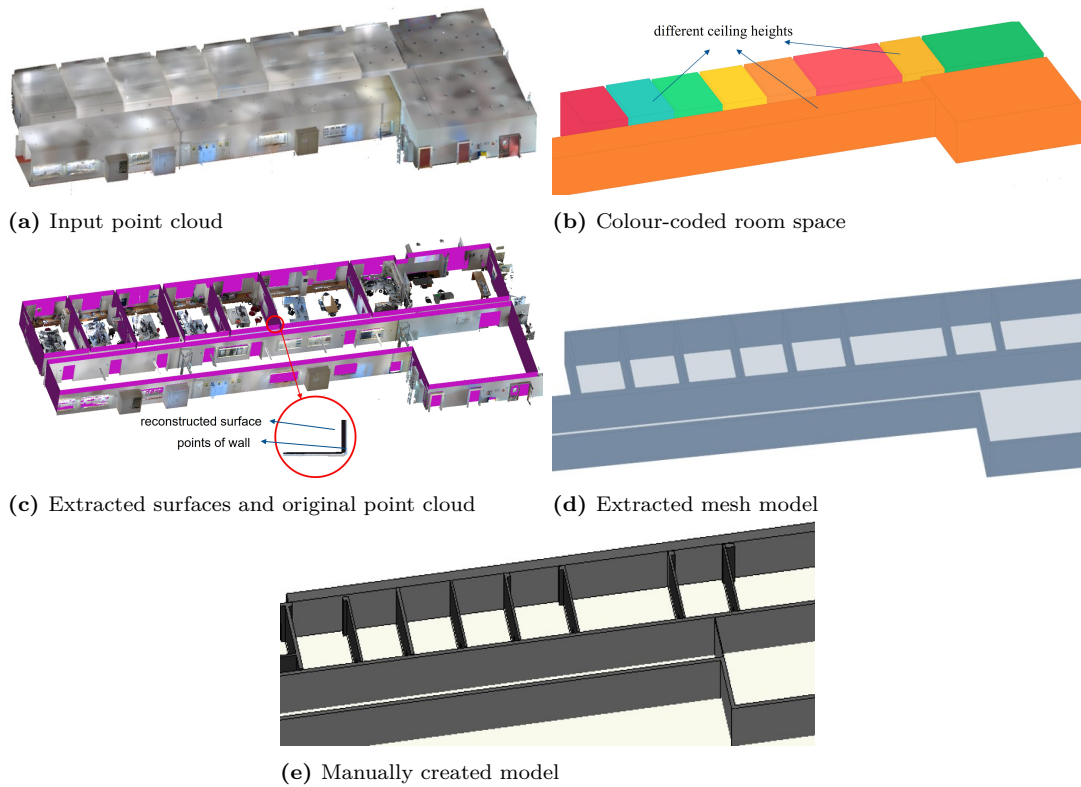 different ceiling heights
(a) Input point cloud
(b) Colour-coded room space
reconstructed surface
points of wall
(c) Extracted surfaces and original point cloud
(d) Extracted mesh model
(e) Manually created model